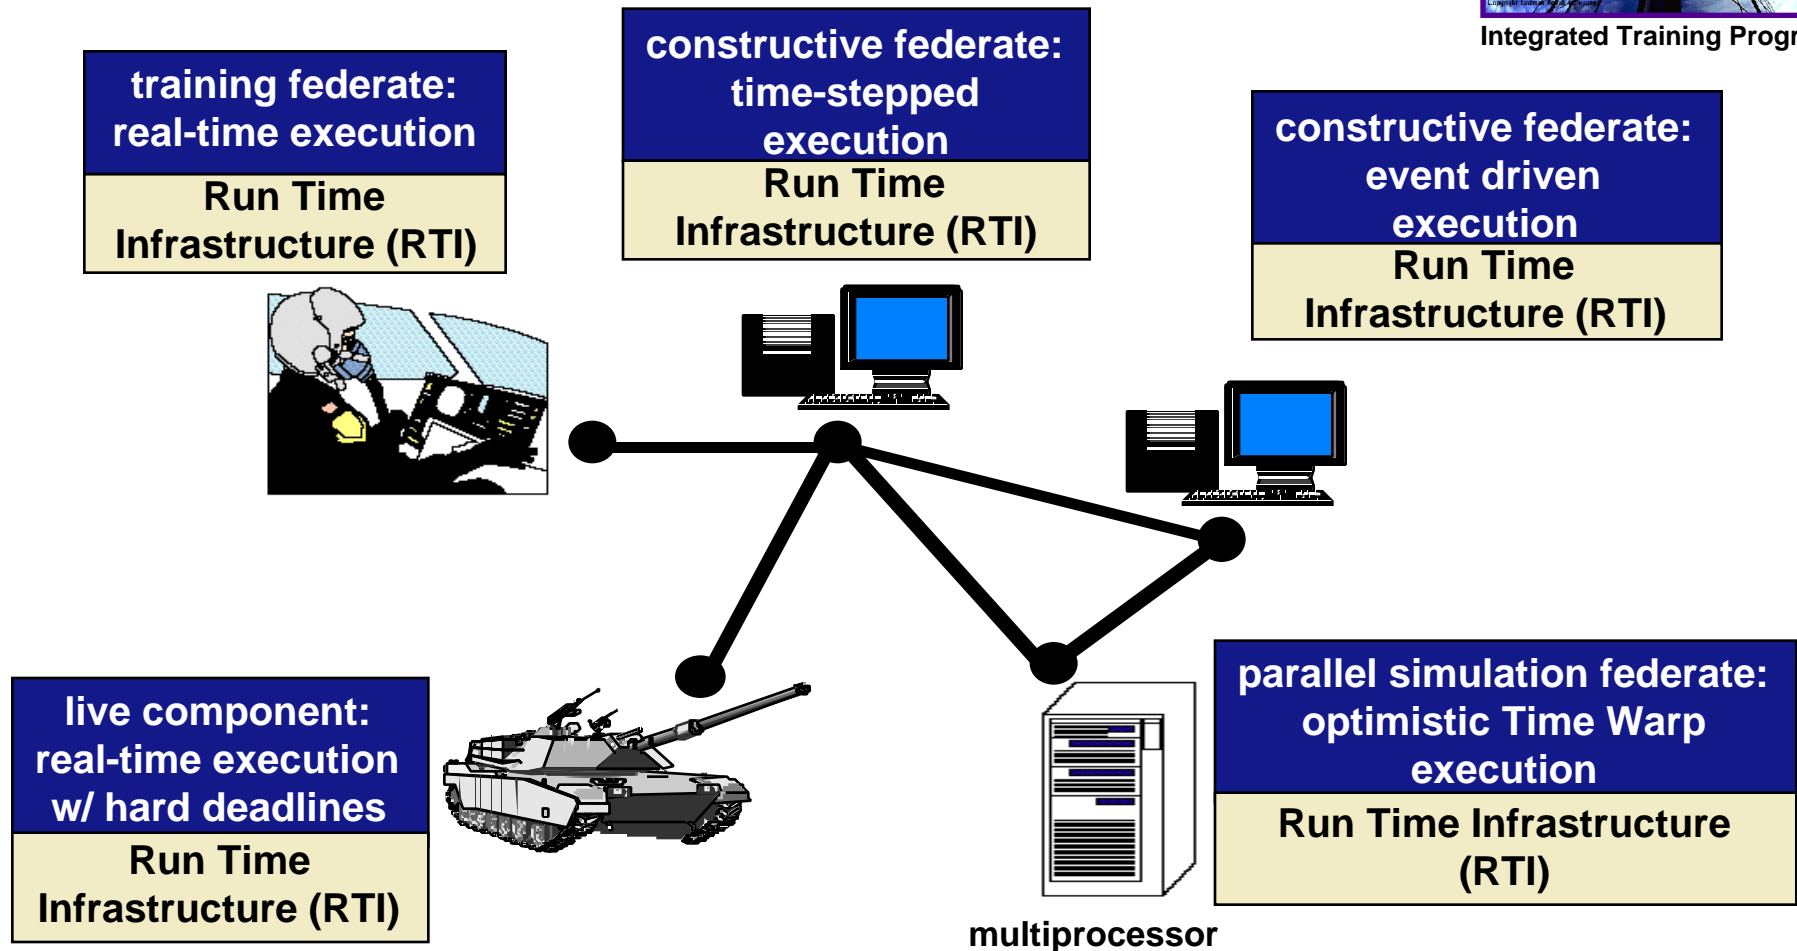 Integrated Training Progr
training federate:
real-time execution
Run Time
Infrastructure (RTI)
constructive federate:
time-stepped
execution
Run Time
Infrastructure (RTI)
constructive federate:
event driven
execution
Run Time
Infrastructure (RTI)
live component:
real-time execution
w/ hard deadlines
Run Time
Infrastructure (RTI)
parallel simulation federate:
optimistic Time Warp
execution
Run Time Infrastructure
(RTI)
multiprocessor